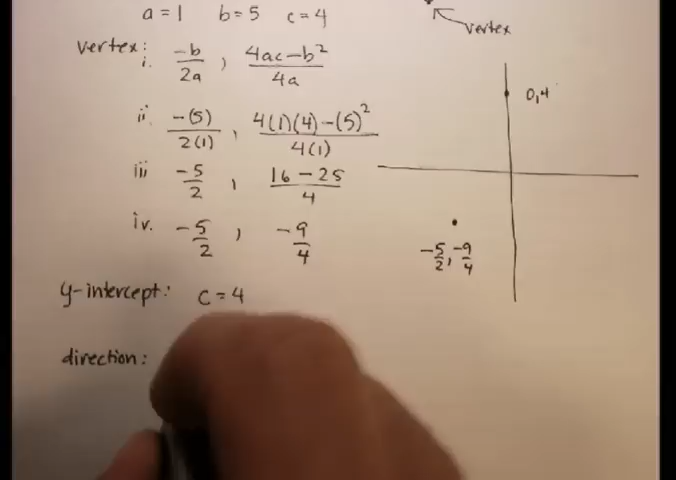 a = 1 b = 5 c = 4
vertex
vertex:
i. -b/2a , 4ac-b²/4a
0,4
ii. -(5)/2(1) , 4(1)(4)-(5)²/4(1)
iii -5/2 , 16-25/4
iv. -5/2 , -9/4
-5/2, -9/4
y-intercept: c = 4
direction: